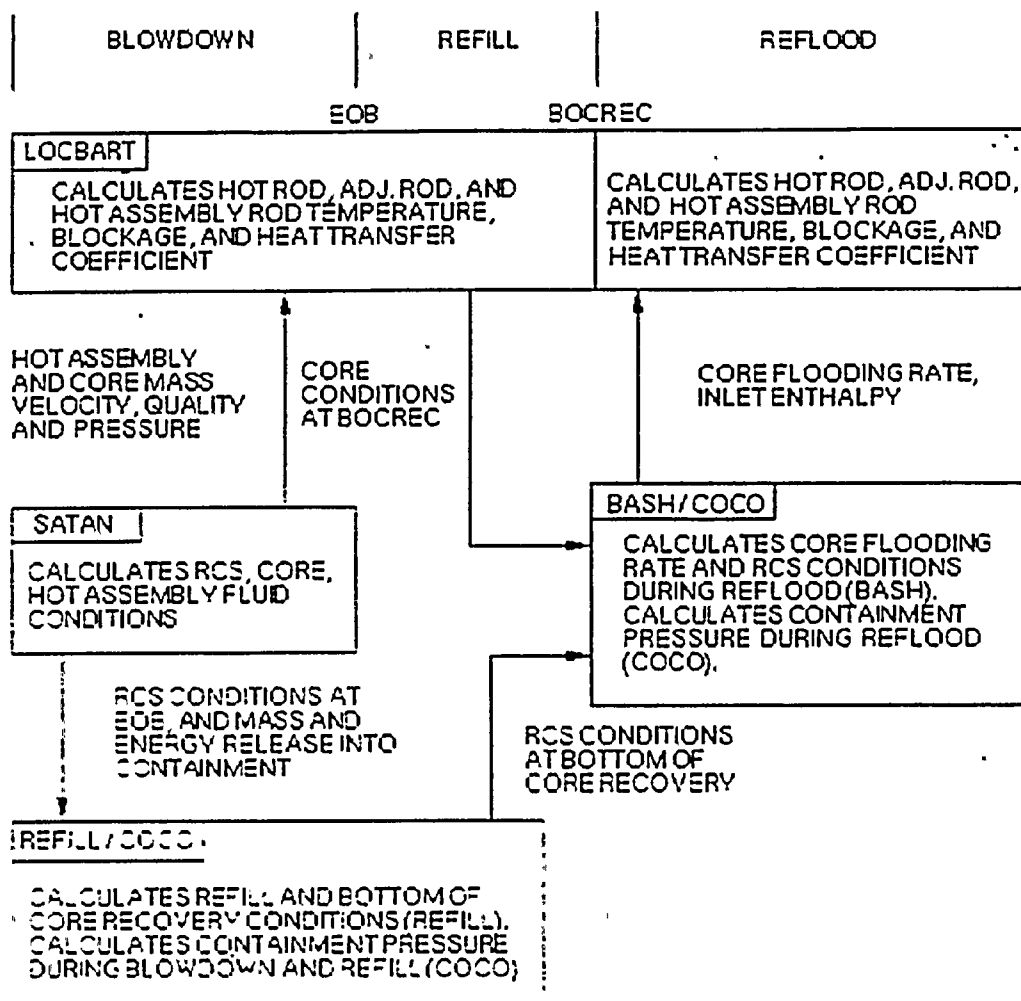 BLOWDOWN
REFILL
REFLOOD
EOB
BOCREC
LOCBART
CALCULATES HOT ROD, ADJ. ROD, AND
HOT ASSEMBLY ROD TEMPERATURE,
BLOCKAGE, AND HEAT TRANSFER
COEFFICIENT
CALCULATES HOT ROD, ADJ. ROD,
AND HOT ASSEMBLY ROD
TEMPERATURE, BLOCKAGE, AND
HEAT TRANSFER COEFFICIENT
HOT ASSEMBLY
AND CORE MASS
VELOCITY, QUALITY
AND PRESSURE
CORE
CONDITIONS
AT BOCREC
CORE FLOODING RATE,
INLET ENTHALPY
SATAN
CALCULATES RCS, CORE,
HOT ASSEMBLY FLUID
CONDITIONS
BASH / COCO
CALCULATES CORE FLOODING
RATE AND RCS CONDITIONS
DURING REFLOOD (BASH).
CALCULATES CONTAINMENT
PRESSURE DURING REFLOOD
(COCO).
RCS CONDITIONS AT
EOB, AND MASS AND
ENERGY RELEASE INTO
CONTAINMENT
RCS CONDITIONS
AT BOTTOM OF
CORE RECOVERY
REFILL / COCO
CALCULATES REFILL AND BOTTOM OF
CORE RECOVERY CONDITIONS (REFILL).
CALCULATES CONTAINMENT PRESSURE
DURING BLOWDOWN AND REFILL (COCO)